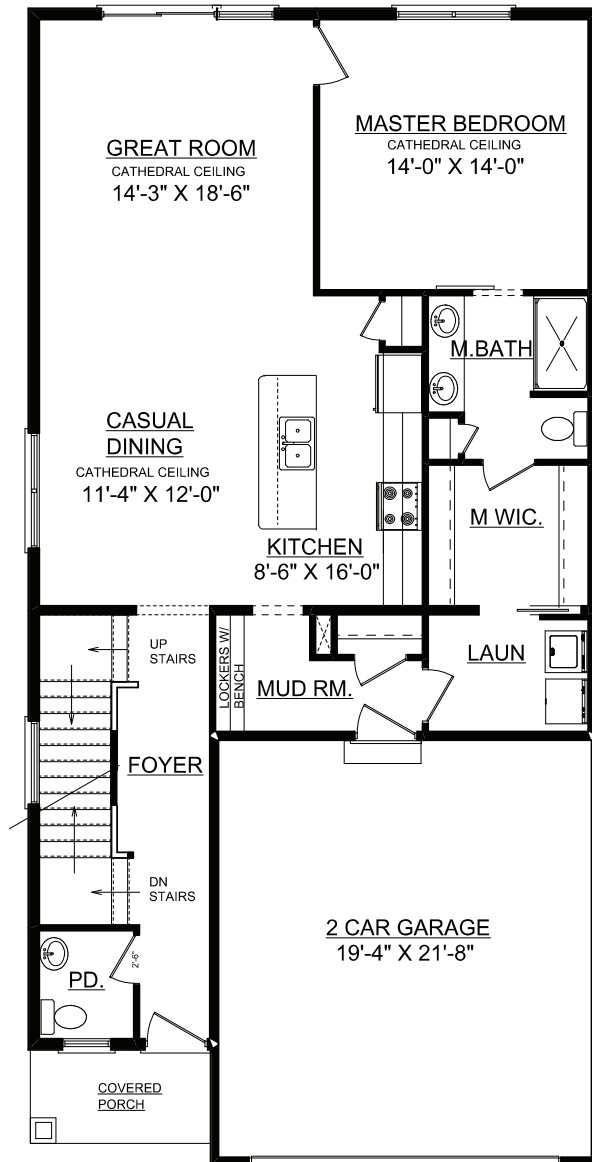 GREAT ROOM
CATHEDRAL CEILING
14'-3" X 18'-6"
MASTER BEDROOM
CATHEDRAL CEILING
14'-0" X 14'-0"
M.BATH
CASUAL
DINING
CATHEDRAL CEILING
11'-4" X 12'-0"
KITCHEN
8'-6" X 16'-0"
M WIC.
UP
STAIRS
LOCKERS W/
BENCH
MUD RM.
LAUN
FOYER
DN
STAIRS
2 CAR GARAGE
19'-4" X 21'-8"
PD.
2'-6"
COVERED
PORCH